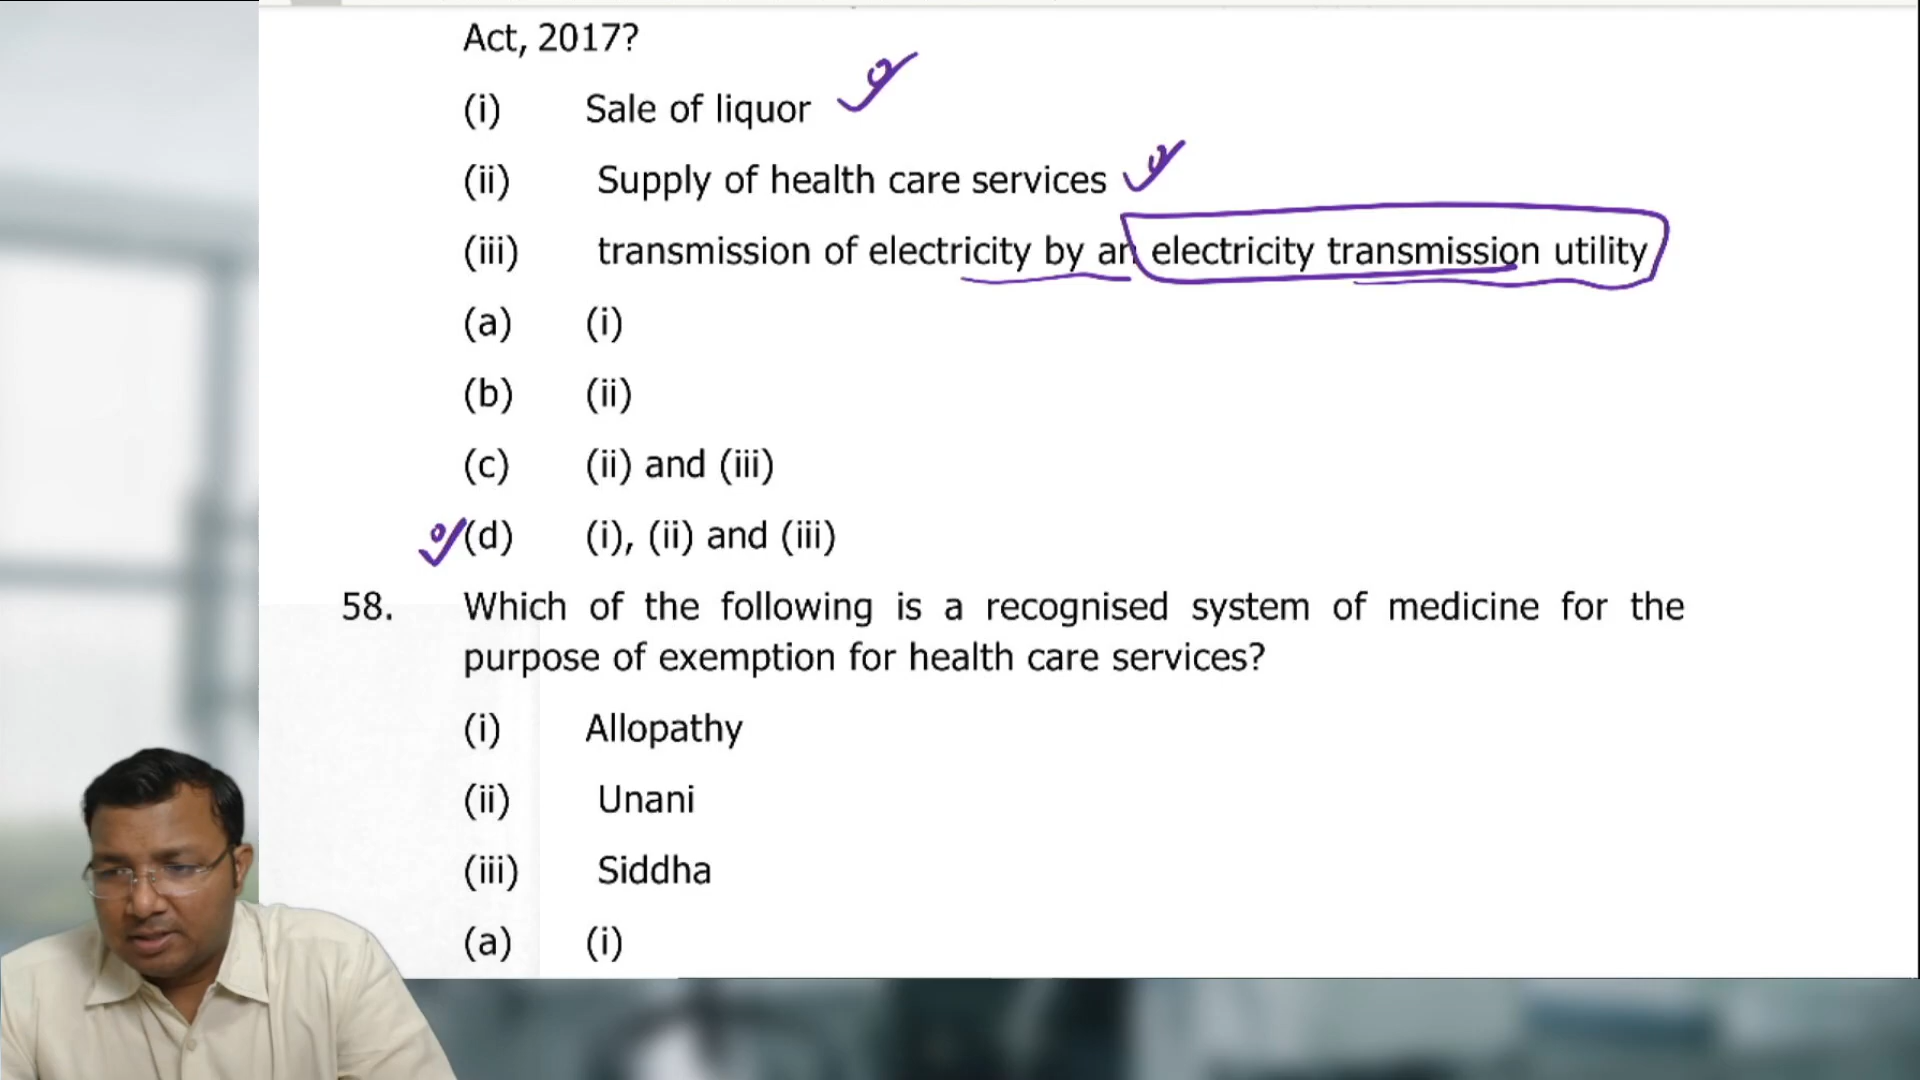 Act, 2017?
(i) Sale of liquor
(ii) Supply of health care services
(iii) transmission of electricity by an electricity transmission utility
(a) (i)
(b) (ii)
(c) (ii) and (iii)
(d) (i), (ii) and (iii)
58. Which of the following is a recognised system of medicine for the
purpose of exemption for health care services?
(i) Allopathy
(ii) Unani
(iii) Siddha
(a) (i)